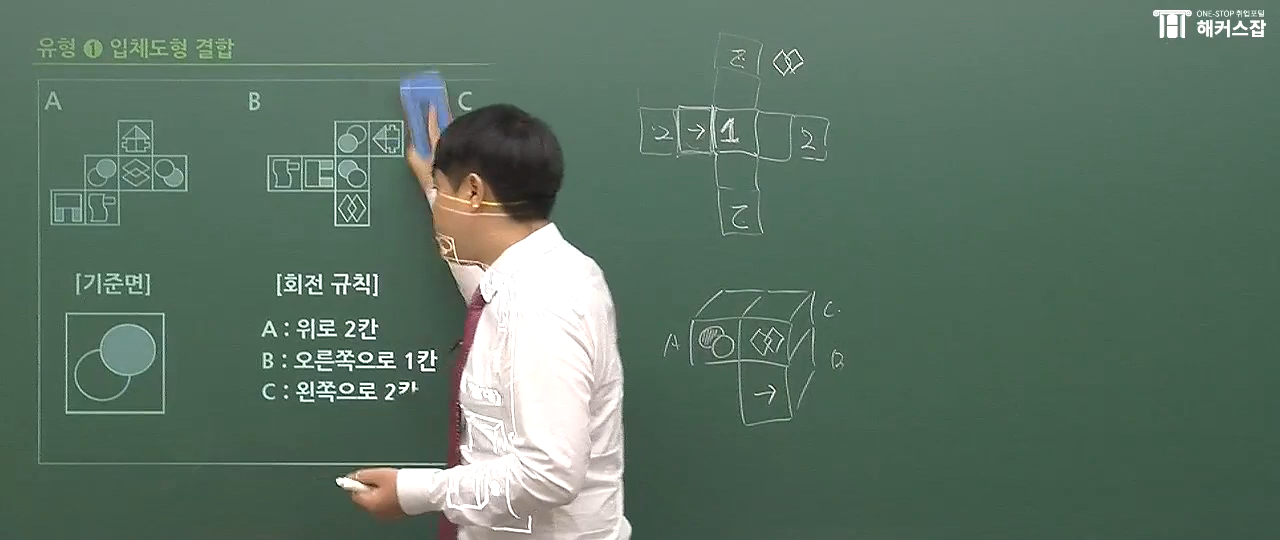 ONE-STOP 취업포털
해커스잡
유형 ❶ 입체도형 결합
A B C
[기준면] [회전 규칙]
A : 위로 2칸
B : 오른쪽으로 1칸
C : 왼쪽으로 2칸
2
2 → 1 2
2
A C
B
→